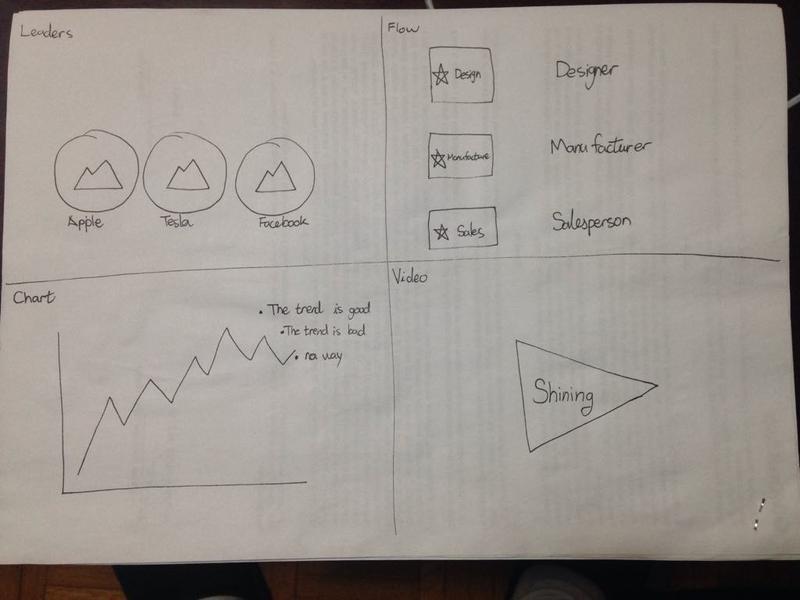 Leaders
Apple
Tesla
Facebook
Flow
Design
Designer
Manufacture
Manufacturer
Sales
Salesperson
Chart
• The trend is good
• The trend is bad
• no way
Video
Shining